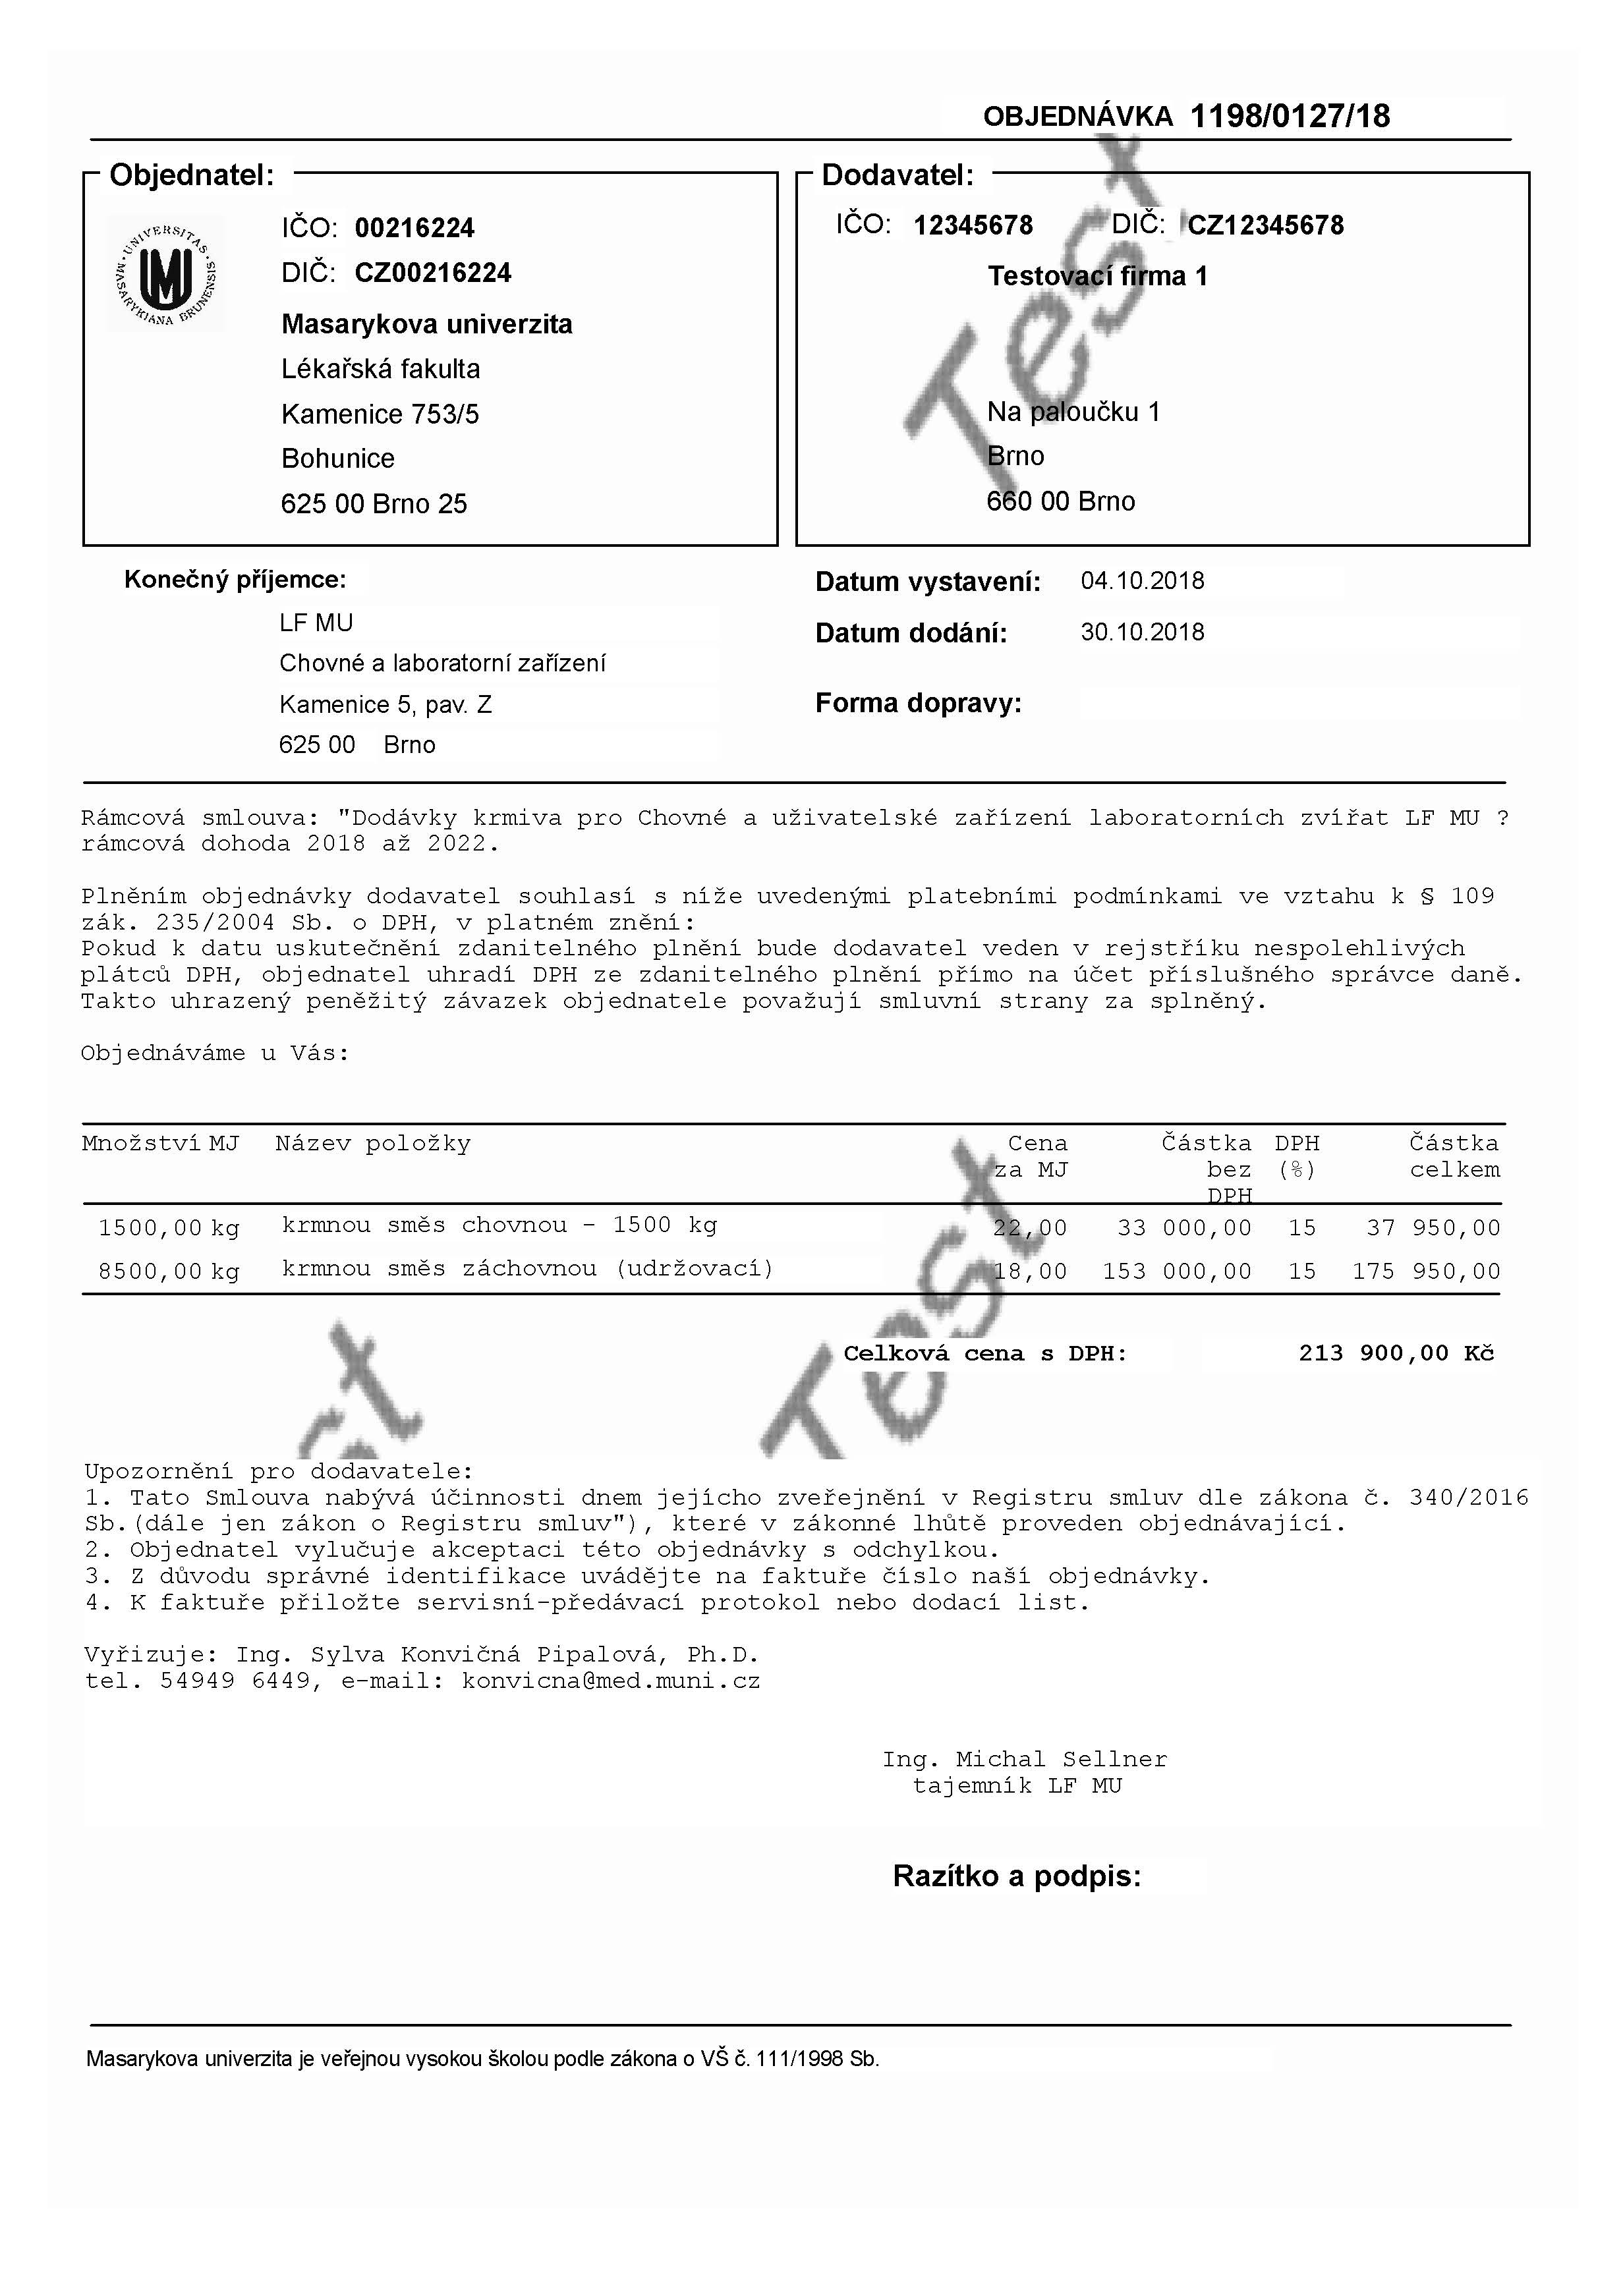 OBJEDNÁVKA 1198/0127/18
Objednatel:
UNIVERSITAS MASARYKIANA BRUNENSIS
IČO: 00216224
DIČ: CZ00216224
Masarykova univerzita
Lékařská fakulta
Kamenice 753/5
Bohunice
625 00 Brno 25
Dodavatel:
IČO: 12345678 DIČ: CZ12345678
Testovací firma 1
Na paloučku 1
Brno
660 00 Brno
Test
Konečný příjemce:
LF MU
Chovné a laboratorní zařízení
Kamenice 5, pav. Z
625 00 Brno
Datum vystavení: 04.10.2018
Datum dodání: 30.10.2018
Forma dopravy:
Rámcová smlouva: "Dodávky krmiva pro Chovné a uživatelské zařízení laboratorních zvířat LF MU ?
rámcová dohoda 2018 až 2022.
Plněním objednávky dodavatel souhlasí s níže uvedenými platebními podmínkami ve vztahu k § 109
zák. 235/2004 Sb. o DPH, v platném znění:
Pokud k datu uskutečnění zdanitelného plnění bude dodavatel veden v rejstříku nespolehlivých
plátců DPH, objednatel uhradí DPH ze zdanitelného plnění přímo na účet příslušného správce daně.
Takto uhrazený peněžitý závazek objednatele považují smluvní strany za splněný.
Objednáváme u Vás:
Množství MJ Název položky Cena Částka DPH Částka
za MJ bez (%) celkem
DPH
1500,00 kg krmnou směs chovnou - 1500 kg 22,00 33 000,00 15 37 950,00
8500,00 kg krmnou směs záchovnou (udržovací) 18,00 153 000,00 15 175 950,00
Test
Celková cena s DPH: 213 900,00 Kč
Upozornění pro dodavatele:
1. Tato Smlouva nabývá účinnosti dnem jejícho zveřejnění v Registru smluv dle zákona č. 340/2016
Sb.(dále jen zákon o Registru smluv"), které v zákonné lhůtě proveden objednávající.
2. Objednatel vylučuje akceptaci této objednávky s odchylkou.
3. Z důvodu správné identifikace uvádějte na faktuře číslo naší objednávky.
4. K faktuře přiložte servisní-předávací protokol nebo dodací list.
Vyřizuje: Ing. Sylva Konvičná Pipalová, Ph.D.
tel. 54949 6449, e-mail: konvicna@med.muni.cz
Ing. Michal Sellner
tajemník LF MU
Razítko a podpis:
Masarykova univerzita je veřejnou vysokou školou podle zákona o VŠ č. 111/1998 Sb.